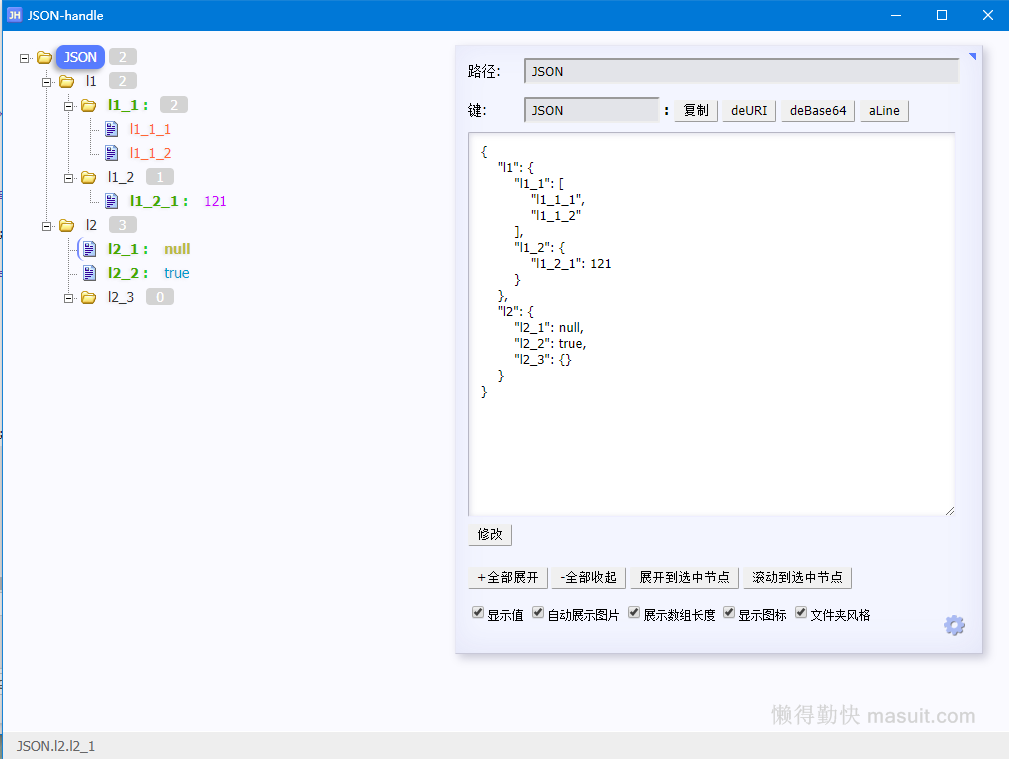 JH JSON-handle
JSON 2
l1 2
l1_1 : 2
l1_1_1
l1_1_2
l1_2 1
l1_2_1 : 121
l2 3
l2_1 : null
l2_2 : true
l2_3 0
路径: JSON
键: JSON : 复制 deURI deBase64 aLine
{
"l1": {
"l1_1": [
"l1_1_1",
"l1_1_2"
],
"l1_2": {
"l1_2_1": 121
}
},
"l2": {
"l2_1": null,
"l2_2": true,
"l2_3": {}
}
}
修改
+全部展开 -全部收起 展开到选中节点 滚动到选中节点
显示值 自动展示图片 展示数组长度 显示图标 文件夹风格
懒得勤快 masuit.com
JSON.l2.l2_1